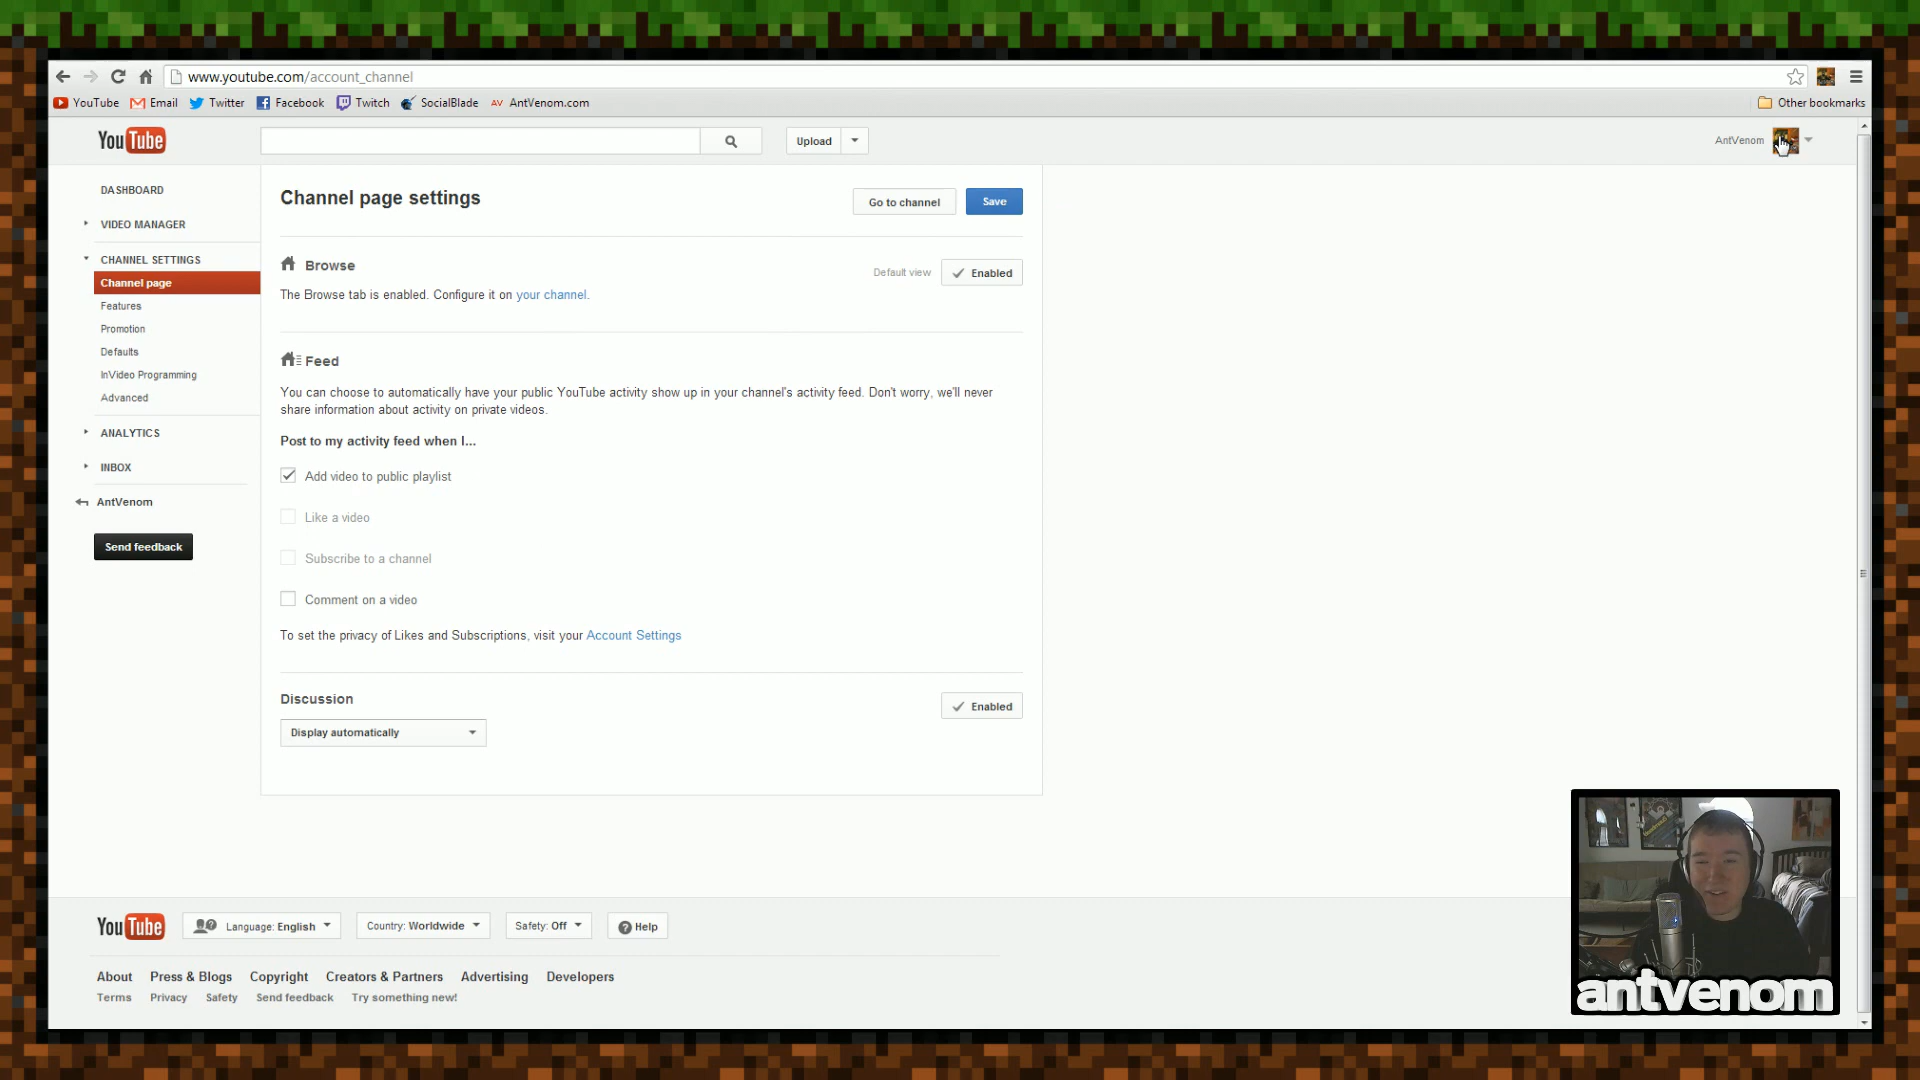 www.youtube.com/account_channel
YouTube Email Twitter Facebook Twitch SocialBlade AV AntVenom.com Other bookmarks
YouTube Upload AntVenom
DASHBOARD
VIDEO MANAGER
CHANNEL SETTINGS
Channel page
Features
Promotion
Defaults
InVideo Programming
Advanced
ANALYTICS
INBOX
AntVenom
Send feedback
Channel page settings
Go to channel Save
Browse
Default view Enabled
The Browse tab is enabled. Configure it on your channel.
Feed
You can choose to automatically have your public YouTube activity show up in your channel's activity feed. Don't worry, we'll never
share information about activity on private videos.
Post to my activity feed when I...
Add video to public playlist
Like a video
Subscribe to a channel
Comment on a video
To set the privacy of Likes and Subscriptions, visit your Account Settings
Discussion
Enabled
Display automatically
YouTube Language: English Country: Worldwide Safety: Off Help
About Press & Blogs Copyright Creators & Partners Advertising Developers
Terms Privacy Safety Send feedback Try something new!
antvenom